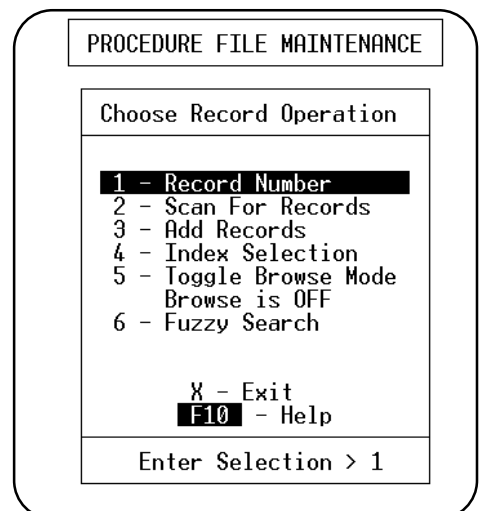 PROCEDURE FILE MAINTENANCE
Choose Record Operation
1 - Record Number
2 - Scan For Records
3 - Add Records
4 - Index Selection
5 - Toggle Browse Mode
Browse is OFF
6 - Fuzzy Search
X - Exit
F10 - Help
Enter Selection > 1